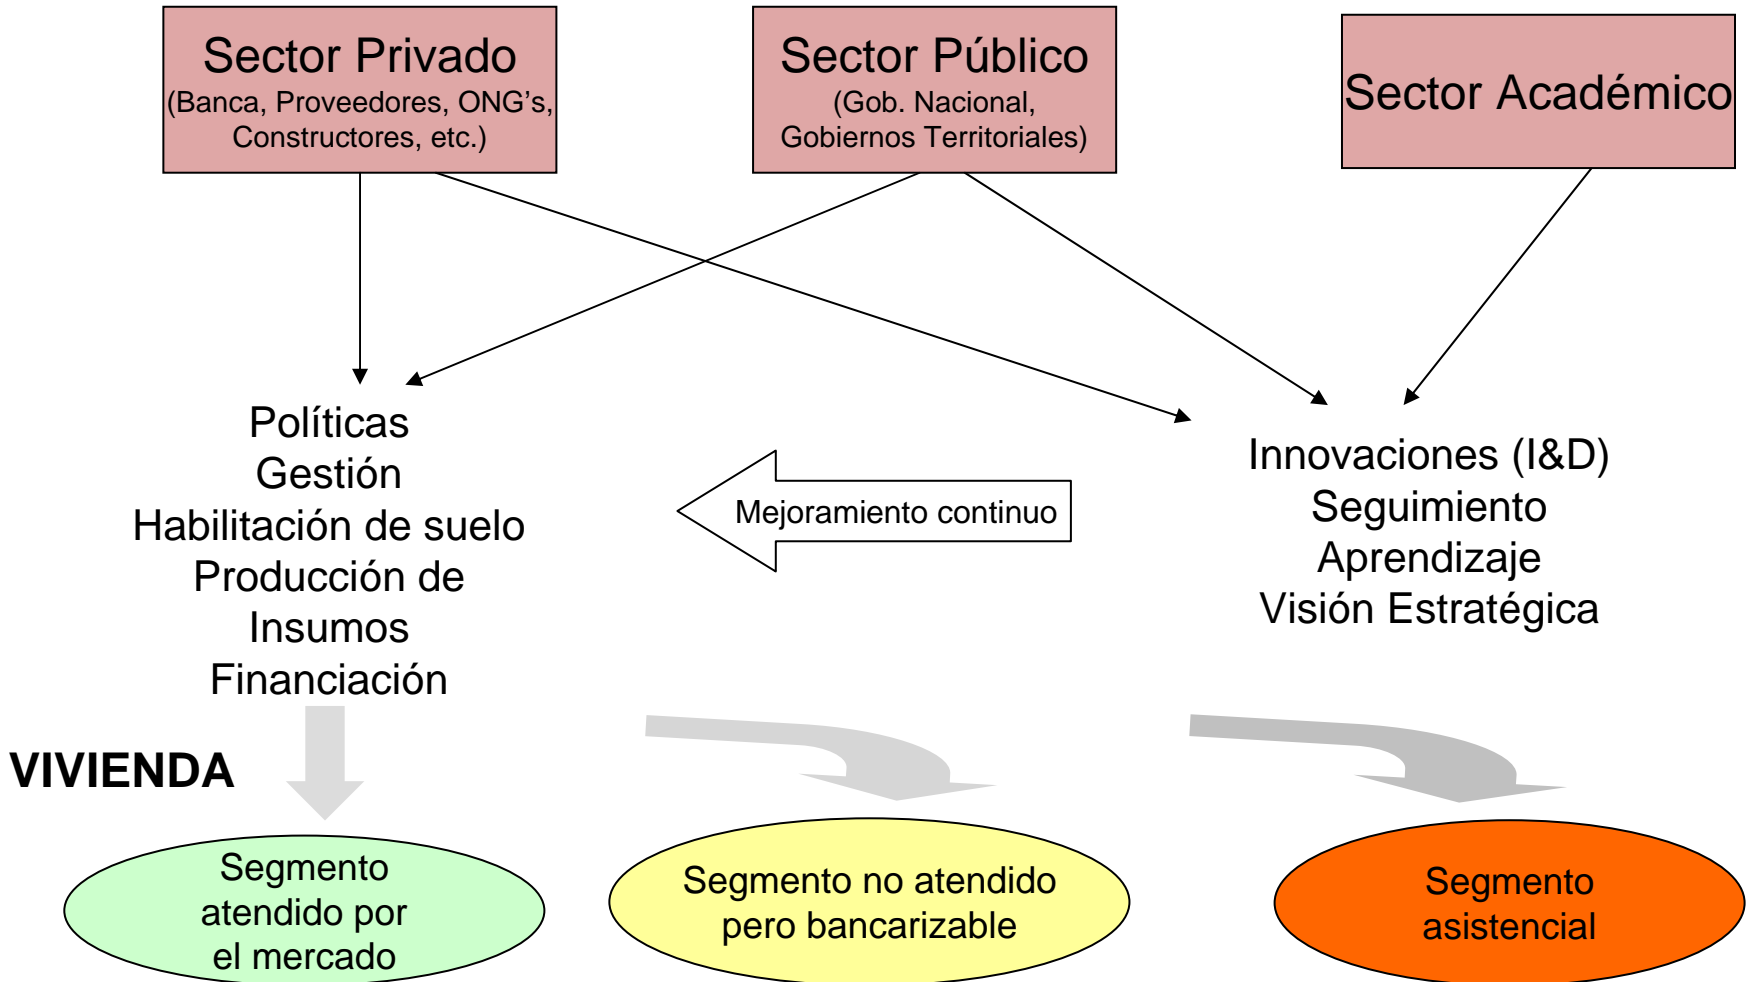 Sector Privado
(Banca, Proveedores, ONG's,
Constructores, etc.)
Sector Público
(Gob. Nacional,
Gobiernos Territoriales)
Sector Académico
Políticas
Gestión
Habilitación de suelo
Producción de
Insumos
Financiación
Mejoramiento continuo
Innovaciones (I&D)
Seguimiento
Aprendizaje
Visión Estratégica
VIVIENDA
Segmento
atendido por
el mercado
Segmento no atendido
pero bancarizable
Segmento
asistencial